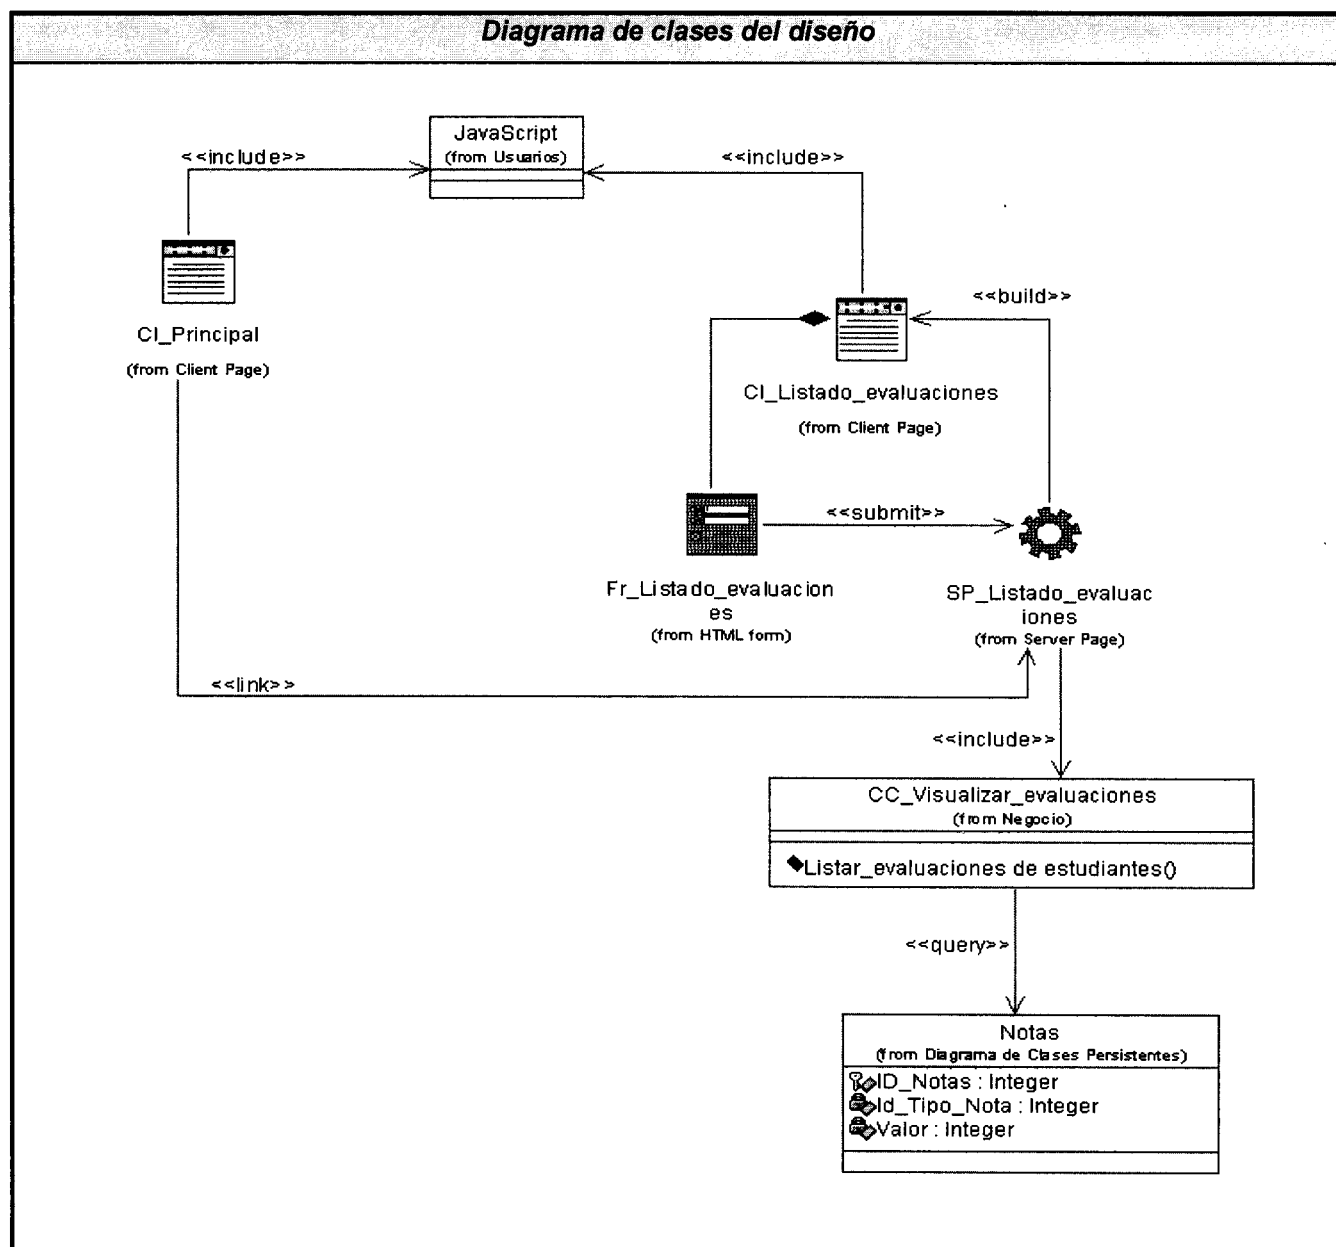 Diagrama de clases del diseño
JavaScript
(from Usuarios)
<<include>>
<<include>>
Cl_Principal
(from Client Page)
<<build>>
Cl_Listado_evaluaciones
(from Client Page)
<<submit>>
Fr_Listado_evaluacion
es
(from HTML form)
SP_Listado_evaluac
iones
(from Server Page)
<<link>>
<<include>>
CC_Visualizar_evaluaciones
(from Negocio)
Listar_evaluaciones de estudiantes()
<<query>>
Notas
(from Diagrama de Clases Persistentes)
ID_Notas : Integer
Id_Tipo_Nota : Integer
Valor : Integer